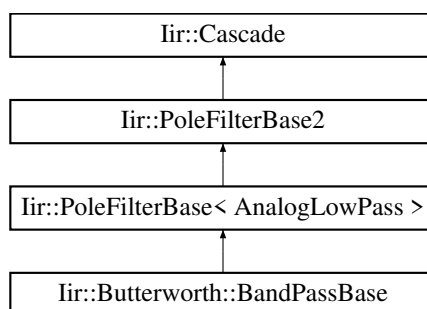 Iir::Cascade
Iir::PoleFilterBase2
Iir::PoleFilterBase< AnalogLowPass >
Iir::Butterworth::BandPassBase